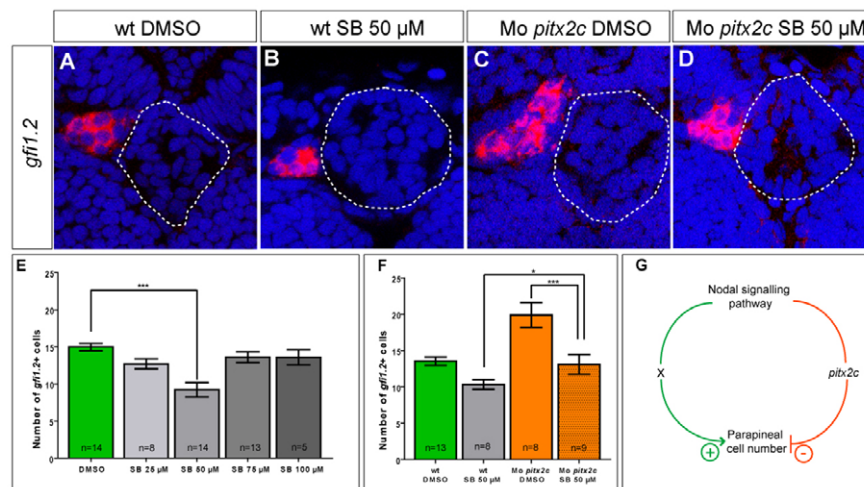 wt DMSO
wt SB 50 µM
Mo pitx2c DMSO
Mo pitx2c SB 50 µM
gfi1.2
A
B
C
D
E
Number of gfi1.2+ cells
25
20
15
10
5
0
***
n=14
n=8
n=14
n=13
n=5
DMSO
SB 25 µM
SB 50 µM
SB 75 µM
SB 100 µM
F
Number of gfi1.2+ cells
25
20
15
10
5
0
*
***
n=13
n=8
n=8
n=9
wt DMSO
wt SB 50 µM
Mo pitx2c DMSO
Mo pitx2c SB 50 µM
G
Nodal signalling
pathway
X
pitx2c
Parapineal
cell number
+
-